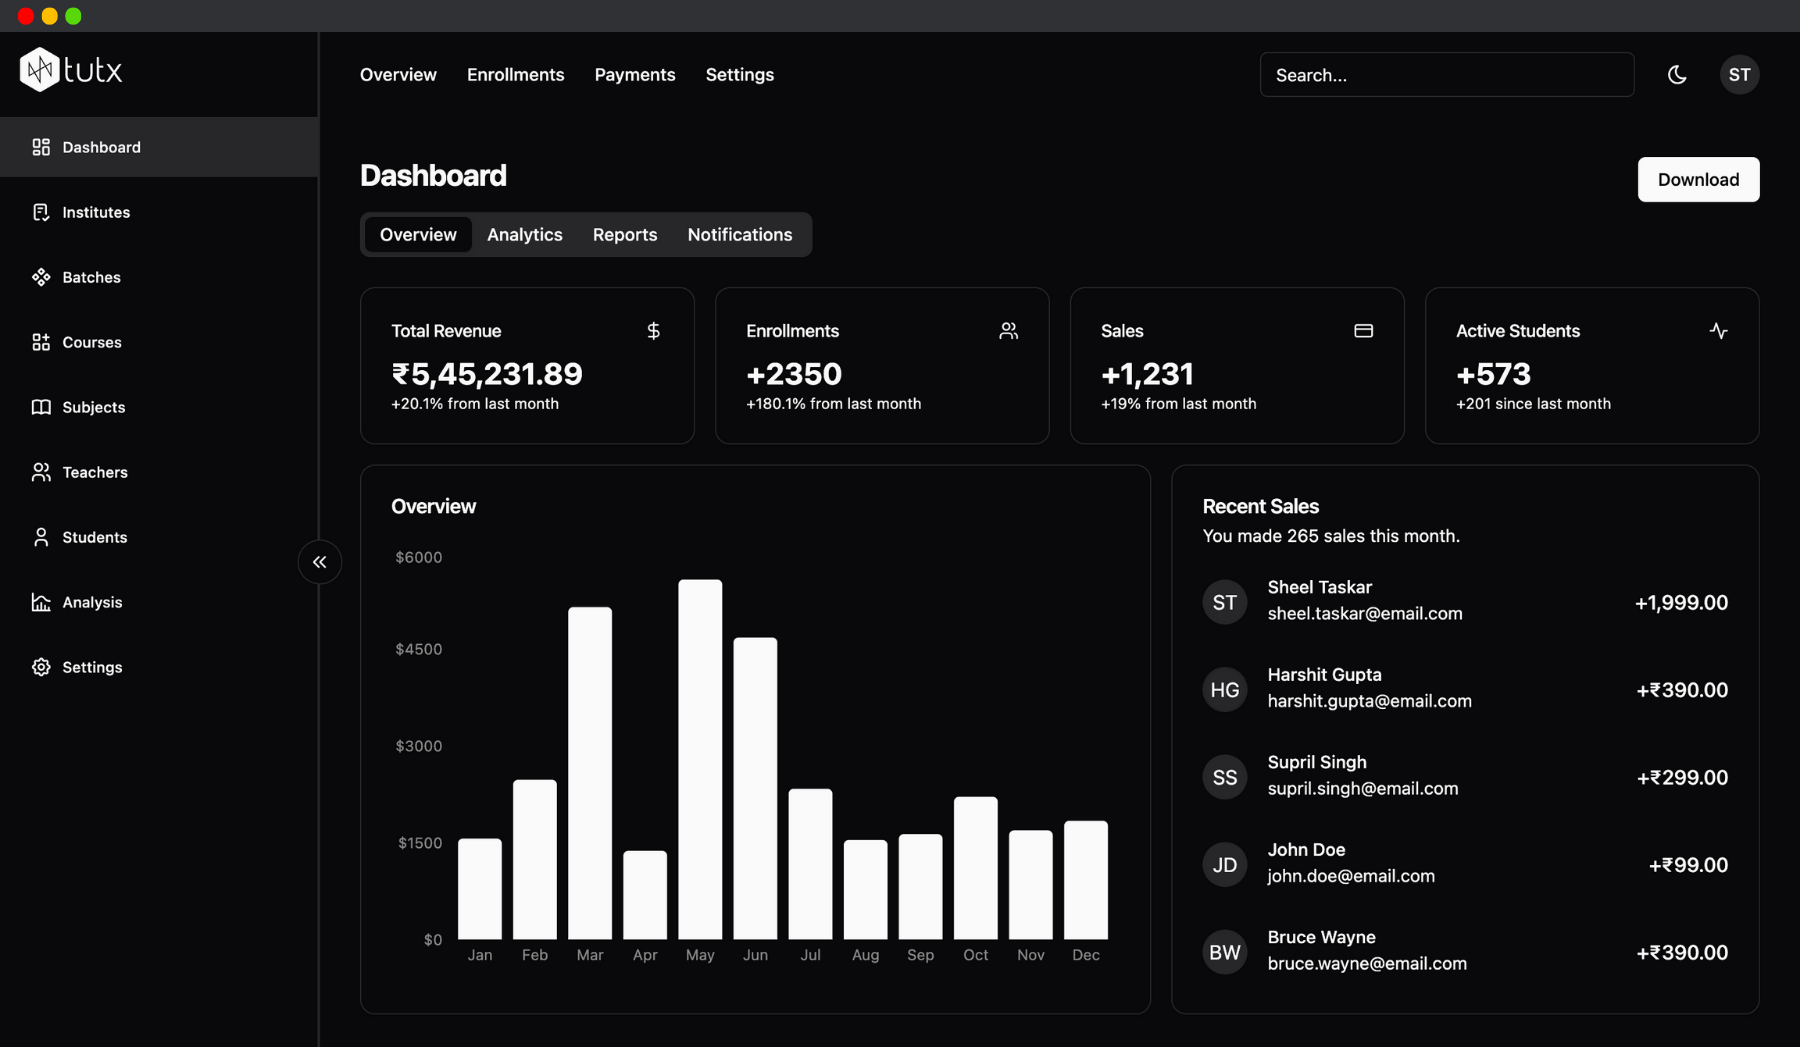 tutx
Overview Enrollments Payments Settings
Search...
ST
Dashboard
Institutes
Batches
Courses
Subjects
Teachers
Students
Analysis
Settings
Dashboard
Download
Overview Analytics Reports Notifications
Total Revenue
$
₹5,45,231.89
+20.1% from last month
Enrollments
+2350
+180.1% from last month
Sales
+1,231
+19% from last month
Active Students
+573
+201 since last month
Overview
$6000
$4500
$3000
$1500
$0
Jan Feb Mar Apr May Jun Jul Aug Sep Oct Nov Dec
Recent Sales
You made 265 sales this month.
ST
Sheel Taskar
sheel.taskar@email.com
+1,999.00
HG
Harshit Gupta
harshit.gupta@email.com
+₹390.00
SS
Supril Singh
supril.singh@email.com
+₹299.00
JD
John Doe
john.doe@email.com
+₹99.00
BW
Bruce Wayne
bruce.wayne@email.com
+₹390.00